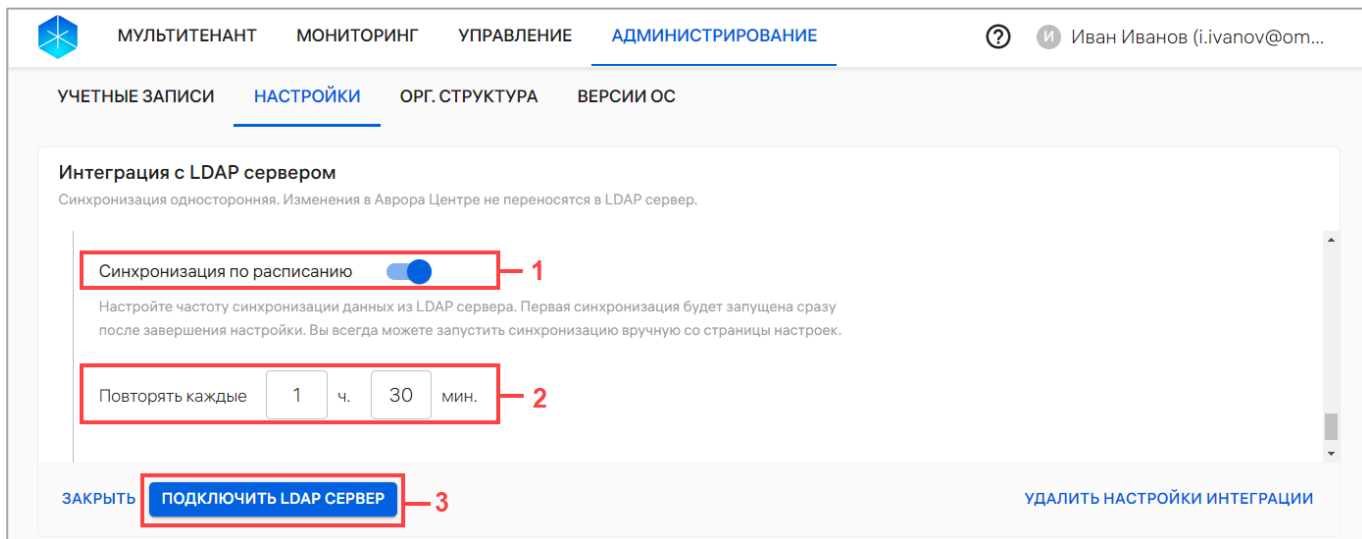 МУЛЬТИТЕНАНТ МОНИТОРИНГ УПРАВЛЕНИЕ АДМИНИСТРИРОВАНИЕ ? И Иван Иванов (i.ivanov@om...
УЧЕТНЫЕ ЗАПИСИ НАСТРОЙКИ ОРГ. СТРУКТУРА ВЕРСИИ ОС
Интеграция с LDAP сервером
Синхронизация односторонняя. Изменения в Аврора Центре не переносятся в LDAP сервер.
Синхронизация по расписанию 1
Настройте частоту синхронизации данных из LDAP сервера. Первая синхронизация будет запущена сразу
после завершения настройки. Вы всегда можете запустить синхронизацию вручную со страницы настроек.
Повторять каждые 1 ч. 30 мин. 2
ЗАКРЫТЬ ПОДКЛЮЧИТЬ LDAP СЕРВЕР 3 УДАЛИТЬ НАСТРОЙКИ ИНТЕГРАЦИИ